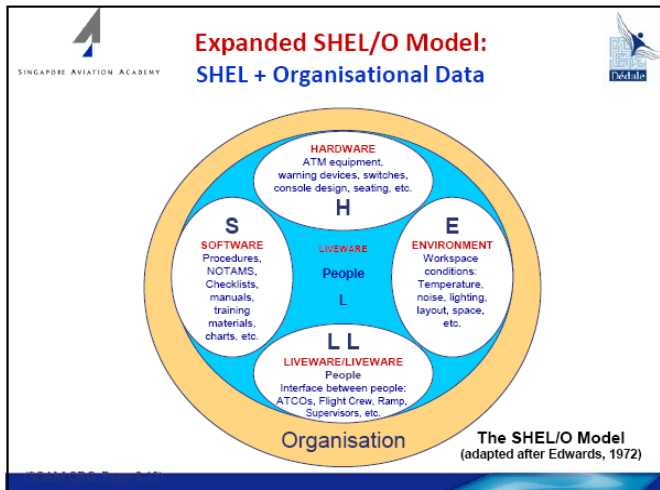 Expanded SHEL/O Model:
SHEL + Organisational Data
SINGAPORE AVIATION ACADEMY
Dédale
HARDWARE
ATM equipment,
warning devices, switches,
console design, seating, etc.
H
S
SOFTWARE
Procedures,
NOTAMS,
Checklists,
manuals,
training
materials,
charts, etc.
LIVEWARE
People
L
E
ENVIRONMENT
Workspace
conditions:
Temperature,
noise, lighting,
layout, space,
etc.
L L
LIVEWARE/LIVEWARE
People
Interface between people:
ATCOs, Flight Crew, Ramp,
Supervisors, etc.
Organisation
The SHEL/O Model
(adapted after Edwards, 1972)